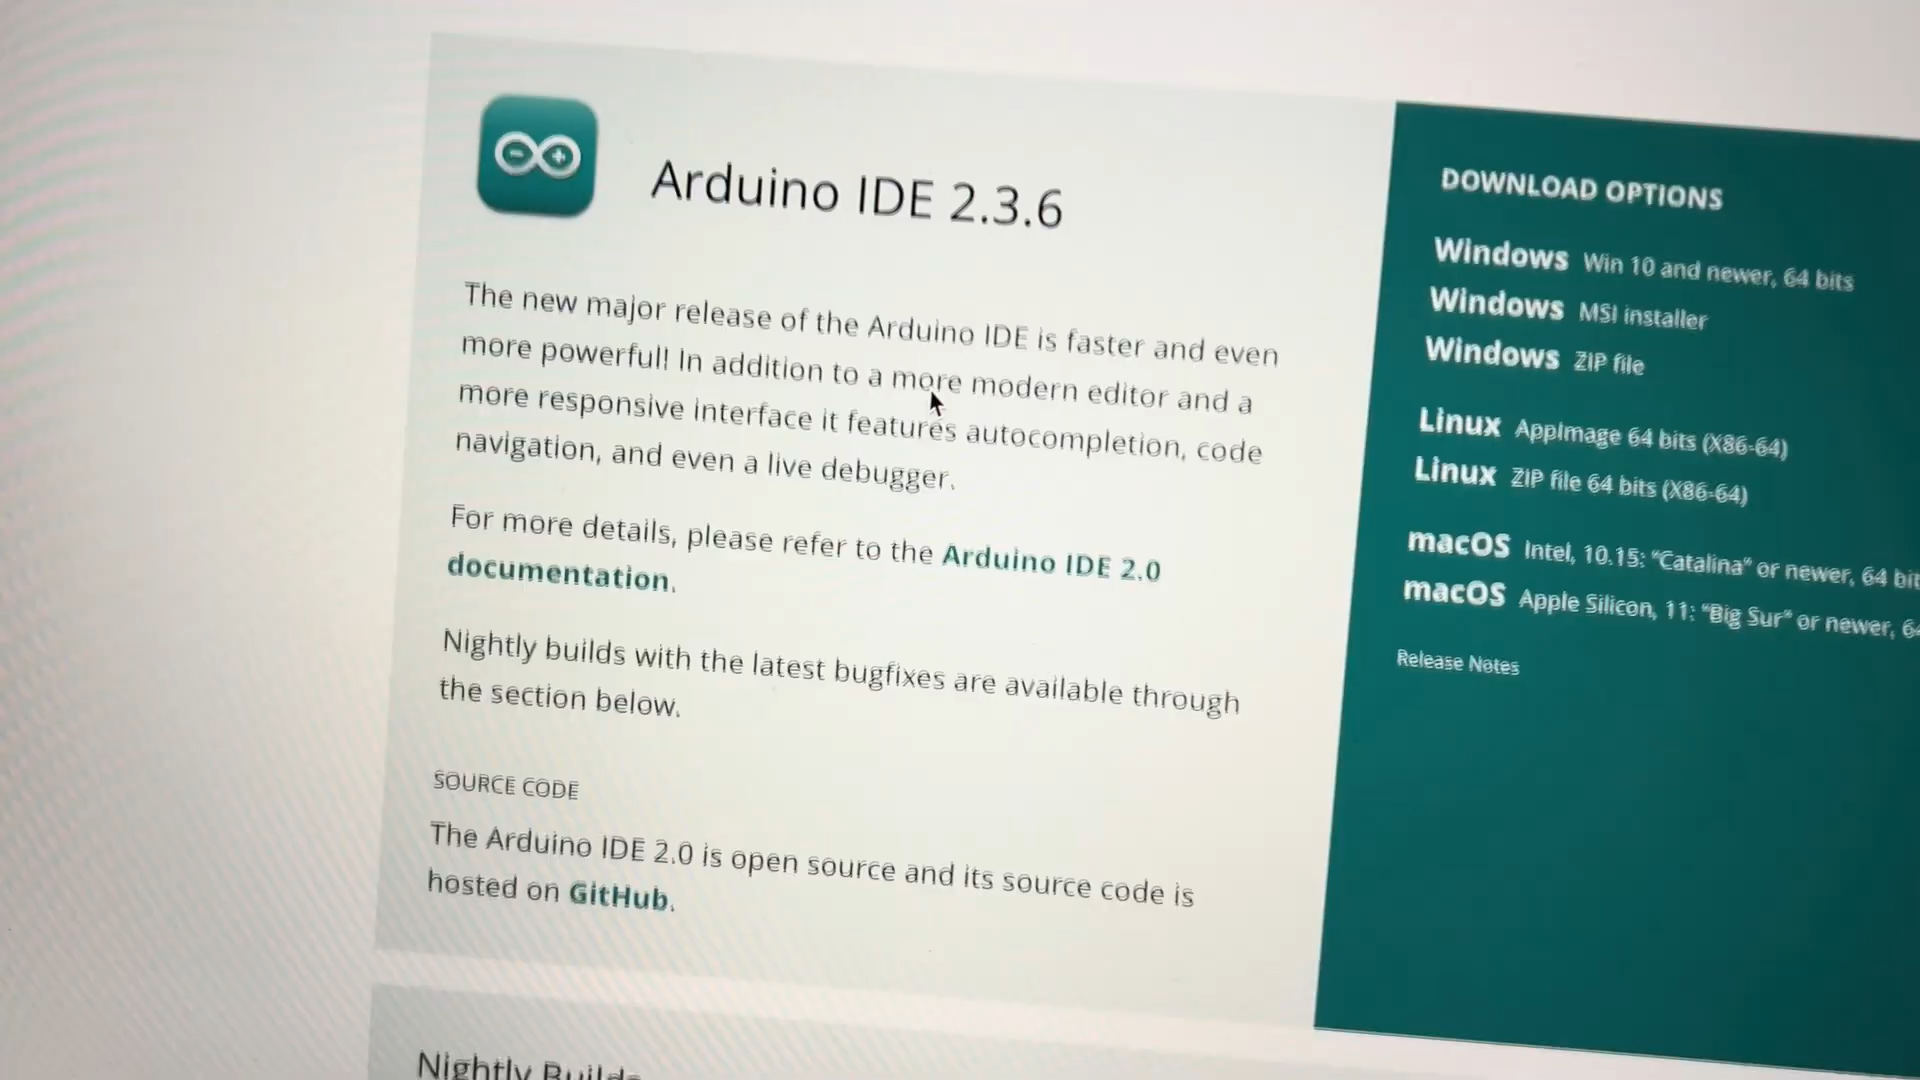 Arduino IDE 2.3.6
The new major release of the Arduino IDE is faster and even
more powerful! In addition to a more modern editor and a
more responsive interface it features autocompletion, code
navigation, and even a live debugger.
For more details, please refer to the Arduino IDE 2.0
documentation.
Nightly builds with the latest bugfixes are available through
the section below.
SOURCE CODE
The Arduino IDE 2.0 is open source and its source code is
hosted on GitHub.
Nightly Builds
DOWNLOAD OPTIONS
Windows Win 10 and newer, 64 bits
Windows MSI installer
Windows ZIP file
Linux AppImage 64 bits (X86-64)
Linux ZIP file 64 bits (X86-64)
macOS Intel, 10.15: “Catalina” or newer, 64 bit
macOS Apple Silicon, 11: “Big Sur” or newer, 6
Release Notes